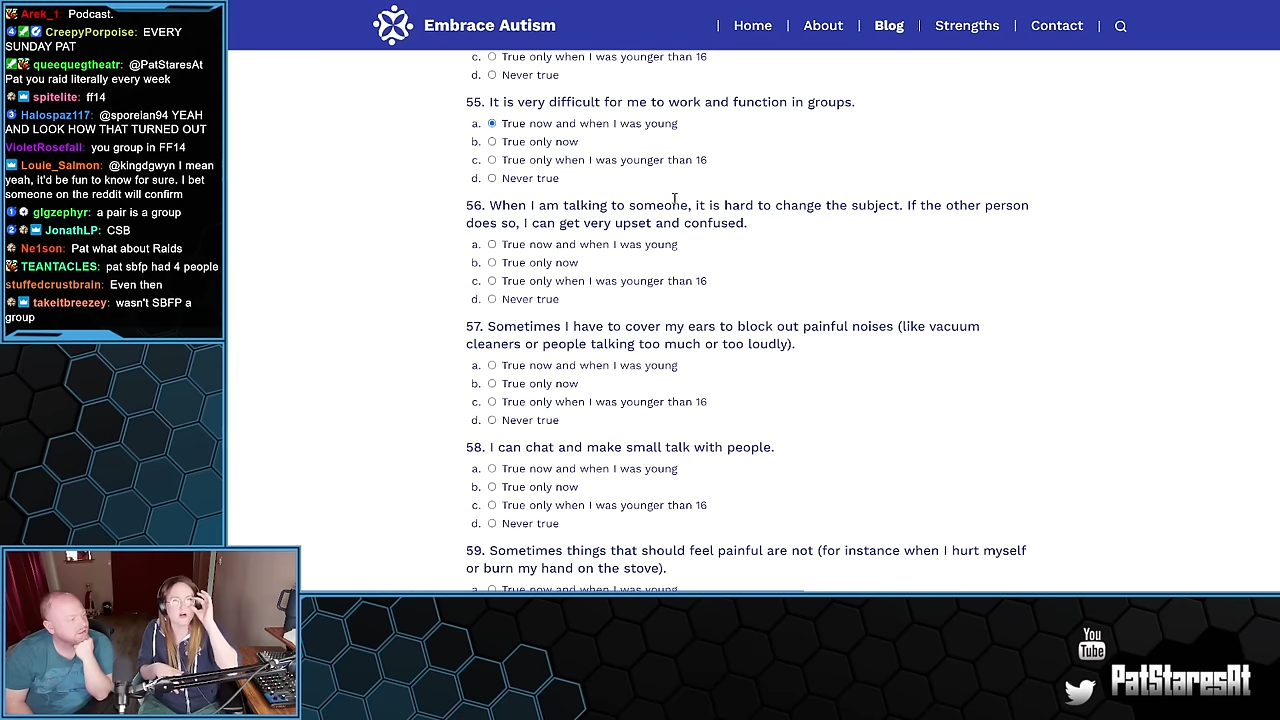 Arek_1: Podcast.
CreepyPorpoise: EVERY
SUNDAY PAT
queequegtheatr: @PatStaresAt
Pat you raid literally every week
spitelite: ff14
Halospaz117: @sporeian94 YEAH
AND LOOK HOW THAT TURNED OUT
VioletRosefall: you group in FF14
Louie_Salmon: @kingdgwyn I mean
yeah, it'd be fun to know for sure. I bet
someone on the reddit will confirm
glgzephyr: a pair is a group
JonathLP: CSB
Ne1son: Pat what about Raids
TEANTACLES: pat sbfp had 4 people
stuffedcrustbrain: Even then
takeitbreezey: wasn't SBFP a
group
Embrace Autism
Home
About
Blog
Strengths
Contact
c. True only when I was younger than 16
d. Never true
55. It is very difficult for me to work and function in groups.
a. True now and when I was young
b. True only now
c. True only when I was younger than 16
d. Never true
56. When I am talking to someone, it is hard to change the subject. If the other person
does so, I can get very upset and confused.
a. True now and when I was young
b. True only now
c. True only when I was younger than 16
d. Never true
57. Sometimes I have to cover my ears to block out painful noises (like vacuum
cleaners or people talking too much or too loudly).
a. True now and when I was young
b. True only now
c. True only when I was younger than 16
d. Never true
58. I can chat and make small talk with people.
a. True now and when I was young
b. True only now
c. True only when I was younger than 16
d. Never true
59. Sometimes things that should feel painful are not (for instance when I hurt myself
or burn my hand on the stove).
a. True now and when I was young
You
Tube
PatStaresAt